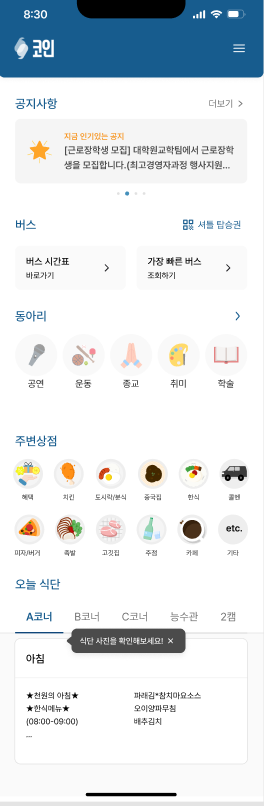 8:30
코인
공지사항 더보기 >
지금 인기있는 공지
[근로장학생 모집] 대학원교학팀에서 근로장학
생을 모집합니다.(최고경영자과정 행사지원...
버스 셔틀 탑승권
버스 시간표 가장 빠른 버스
바로가기 조회하기
동아리
공연 운동 종교 취미 학술
주변상점
혜택 치킨 도시락/분식 중국집 한식 콜벤
etc.
피자/버거 족발 고깃집 주점 카페 기타
오늘 식단
A코너 B코너 C코너 능수관 2캠
식단 사진을 확인해보세요! ×
아침
★천원의 아침★ 파래김*참치마요소스
★한식메뉴★ 오이양파무침
(08:00-09:00) 배추김치
...